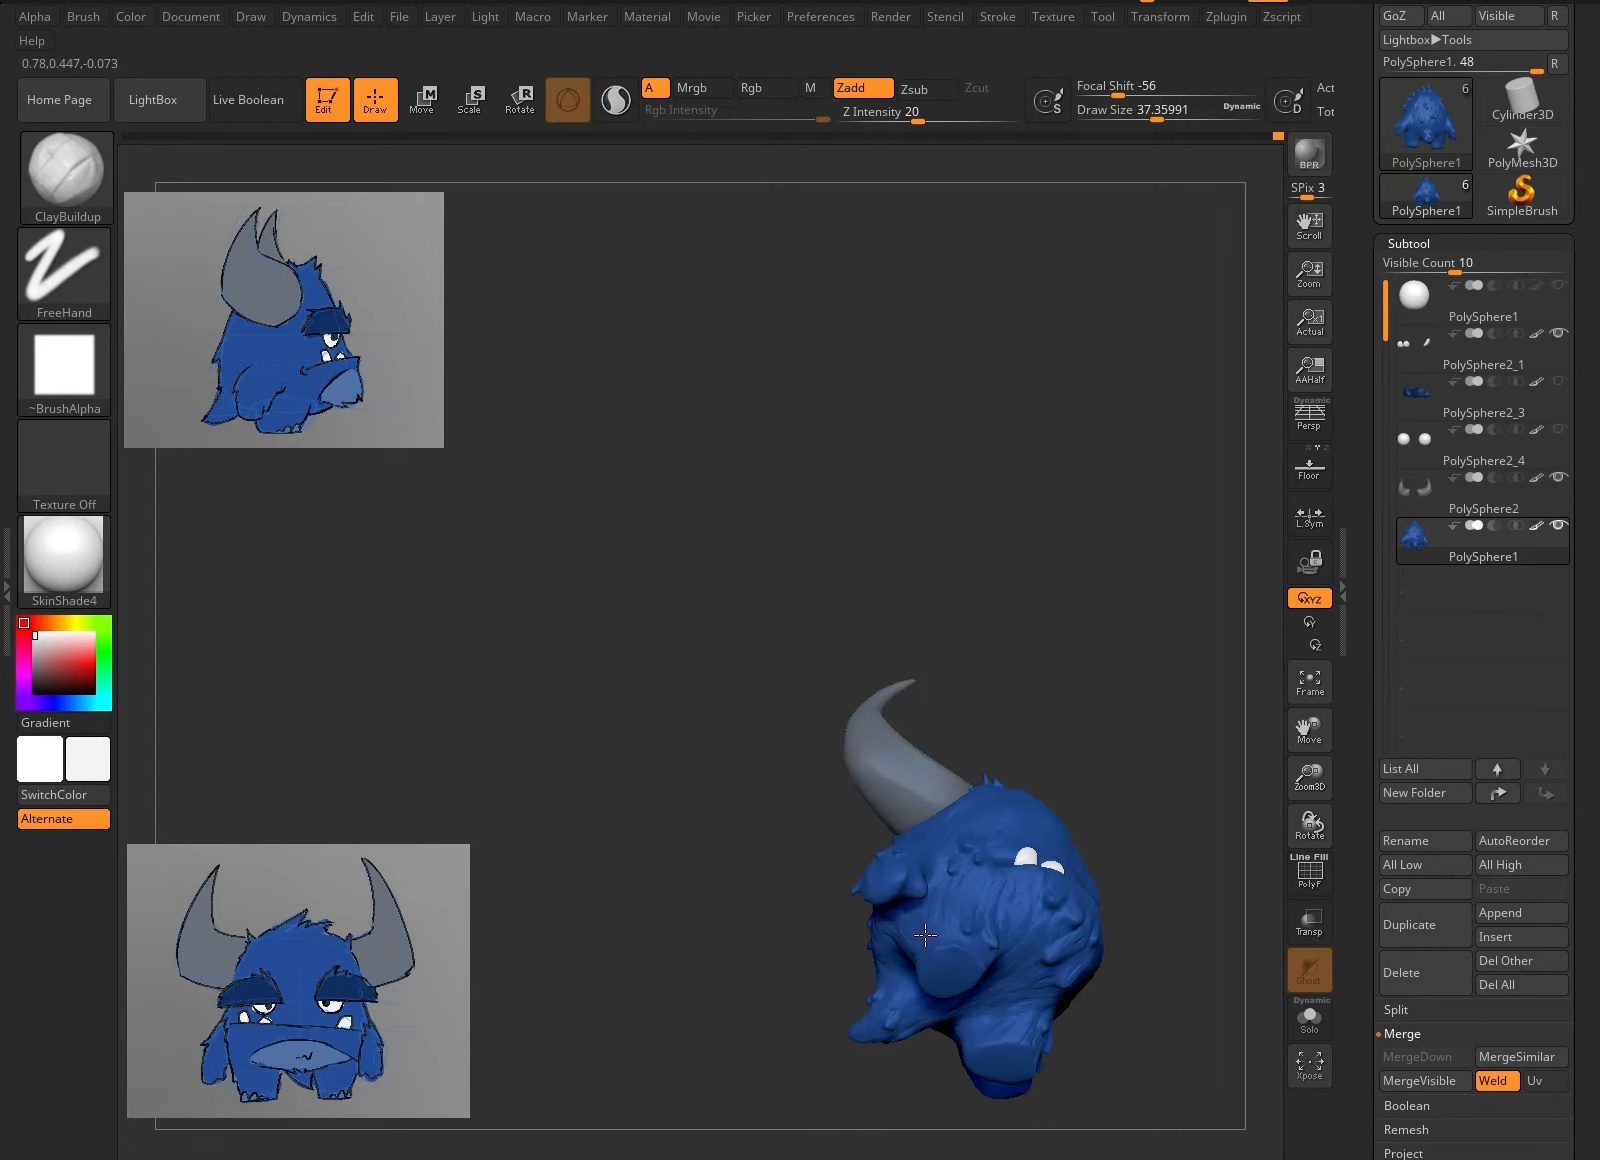 Alpha Brush Color Document Draw Dynamics Edit File Layer Light Macro Marker Material Movie Picker Preferences Render Stencil Stroke Texture Tool Transform Zplugin Zscript
Help
0.78,0.447,-0.073
Home Page LightBox Live Boolean Edit Draw Move Scale Rotate A Mrgb Rgb M Zadd Zsub Zcut Focal Shift -56 Act
Rgb Intensity Z Intensity 20 Draw Size 37.35991 Dynamic Tot
ClayBuildup
FreeHand
~BrushAlpha
Texture Off
SkinShade4
Gradient
SwitchColor
Alternate
BPR
SPix 3
Scroll
Zoom
Actual
AAHalf
Dynamic
Persp
Floor
L.Sym
XYZ
Y
Z
Frame
Move
Zoom3D
Rotate
Line Fill
PolyF
Transp
Ghost
Dynamic
Solo
Xpose
GoZ All Visible R
Lightbox▶Tools
PolySphere1. 48 R
6
Cylinder3D
PolySphere1 PolyMesh3D
6
PolySphere1 SimpleBrush
Subtool
Visible Count 10
PolySphere1
PolySphere2_1
PolySphere2_3
PolySphere2_4
PolySphere2
PolySphere1
List All
New Folder
Rename AutoReorder
All Low All High
Copy Paste
Duplicate Append
Insert
Delete Del Other
Del All
Split
Merge
MergeDown MergeSimilar
MergeVisible Weld Uv
Boolean
Remesh
Project